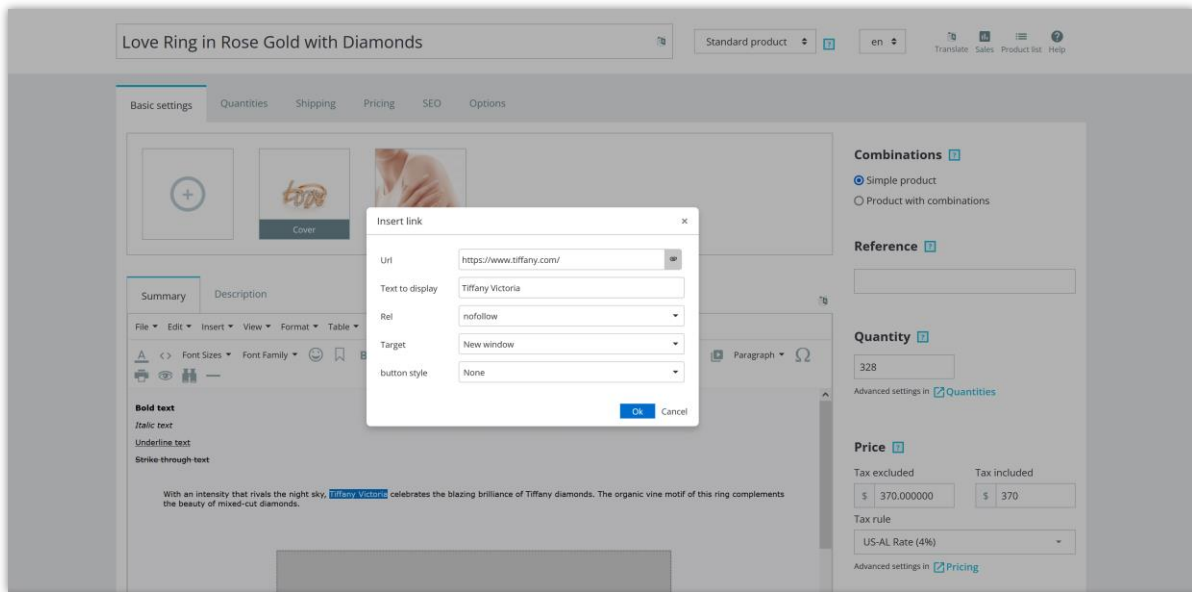 Love Ring in Rose Gold with Diamonds
Standard product
en
Translate Sales Product list Help
Basic settings Quantities Shipping Pricing SEO Options
Cover
Combinations
Simple product
Product with combinations
Reference
Insert link
Url https://www.tiffany.com/
Text to display Tiffany Victoria
Rel nofollow
Target New window
button style None
Ok Cancel
Summary Description
File Edit Insert View Format Table
A <> Font Sizes Font Family B Paragraph Ω
Bold text
Italic text
Underline text
Strike through text
With an intensity that rivals the night sky, Tiffany Victoria celebrates the blazing brilliance of Tiffany diamonds. The organic vine motif of this ring complements
the beauty of mixed-cut diamonds.
Quantity
328
Advanced settings in Quantities
Price
Tax excluded Tax included
$ 370.000000 $ 370
Tax rule
US-AL Rate (4%)
Advanced settings in Pricing